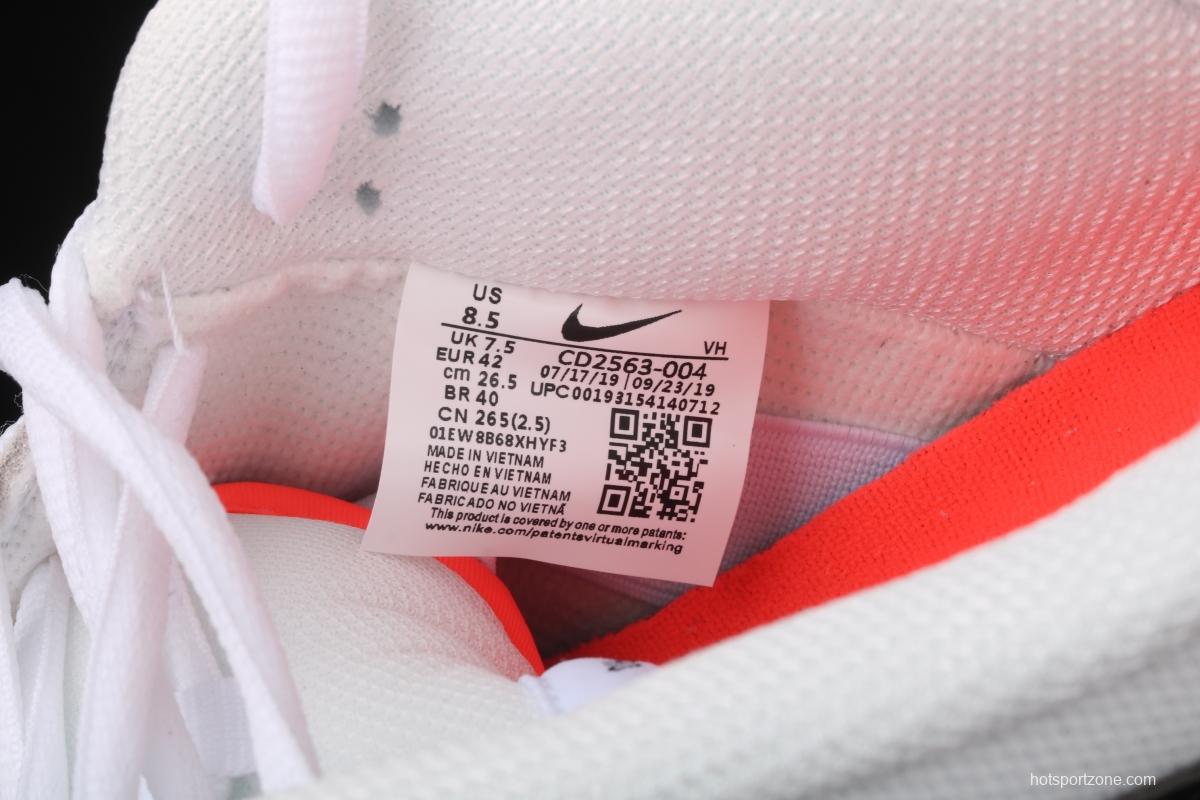 US
8.5
VH
UK 7.5
CD2563-004
EUR 42
07/17/19 | 09/23/19
cm 26.5
UPC00193154140712
BR 40
CN 265(2.5)
01EW8B68XHYF3
MADE IN VIETNAM
HECHO EN VIETNAM
FABRIQUE AU VIETNAM
FABRICADO NO VIETNÃ
This product is covered by one or more patents:
www.nike.com/patentsvirtualmarking
hotsportzone.com